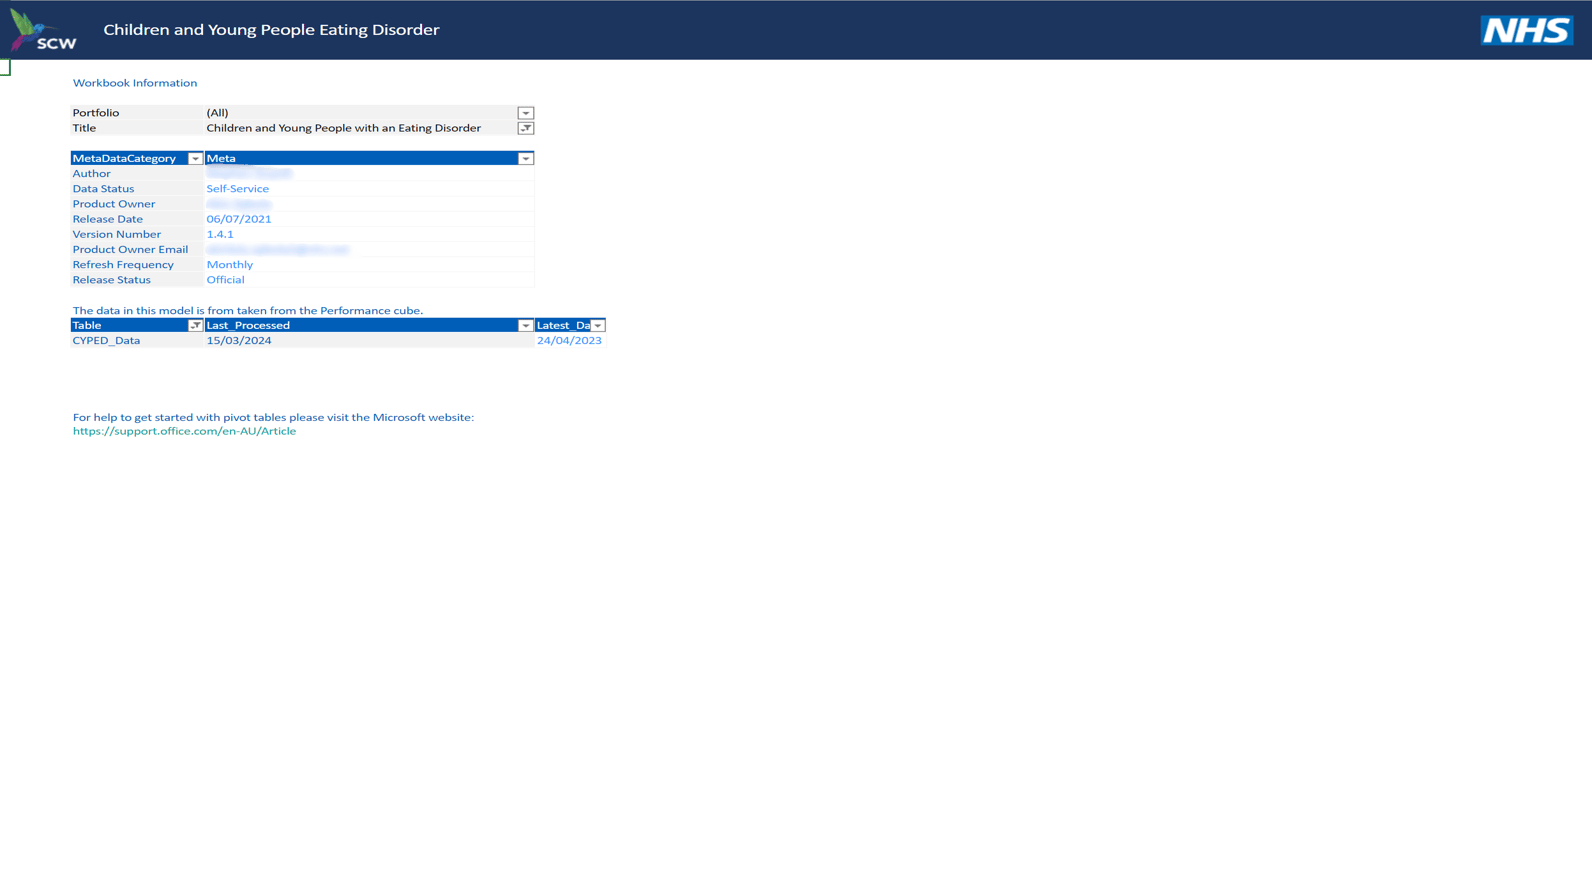 SCW
Children and Young People Eating Disorder
NHS
Workbook Information
Portfolio (All)
Title Children and Young People with an Eating Disorder
MetaDataCategory Meta
Author
Data Status Self-Service
Product Owner
Release Date 06/07/2021
Version Number 1.4.1
Product Owner Email
Refresh Frequency Monthly
Release Status Official
The data in this model is from taken from the Performance cube.
Table Last_Processed Latest_Da
CYPED_Data 15/03/2024 24/04/2023
For help to get started with pivot tables please visit the Microsoft website:
https://support.office.com/en-AU/Article